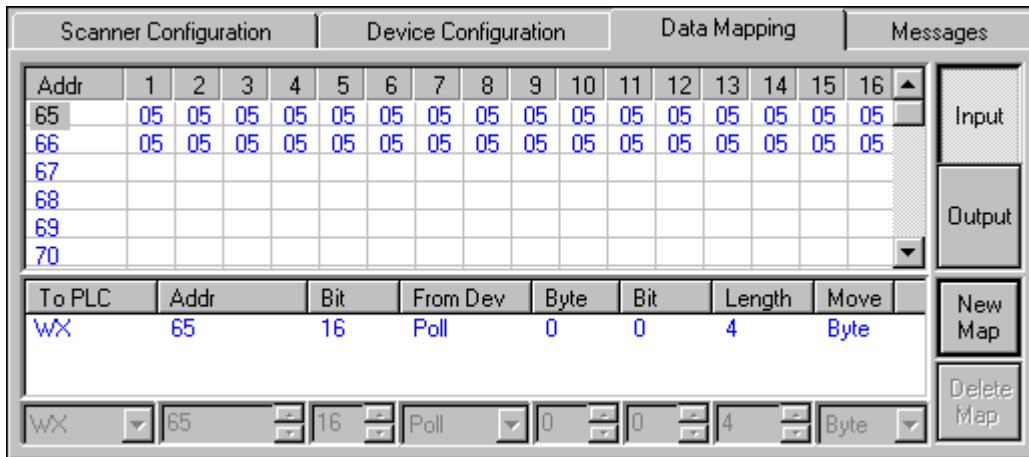 Scanner Configuration Device Configuration Data Mapping Messages
Addr 1 2 3 4 5 6 7 8 9 10 11 12 13 14 15 16
65 05 05 05 05 05 05 05 05 05 05 05 05 05 05 05 05
66 05 05 05 05 05 05 05 05 05 05 05 05 05 05 05 05
67
68
69
70
Input
Output
To PLC Addr Bit From Dev Byte Bit Length Move
WX 65 16 Poll 0 0 4 Byte
New
Map
WX 65 16 Poll 0 0 4 Byte
Delete
Map